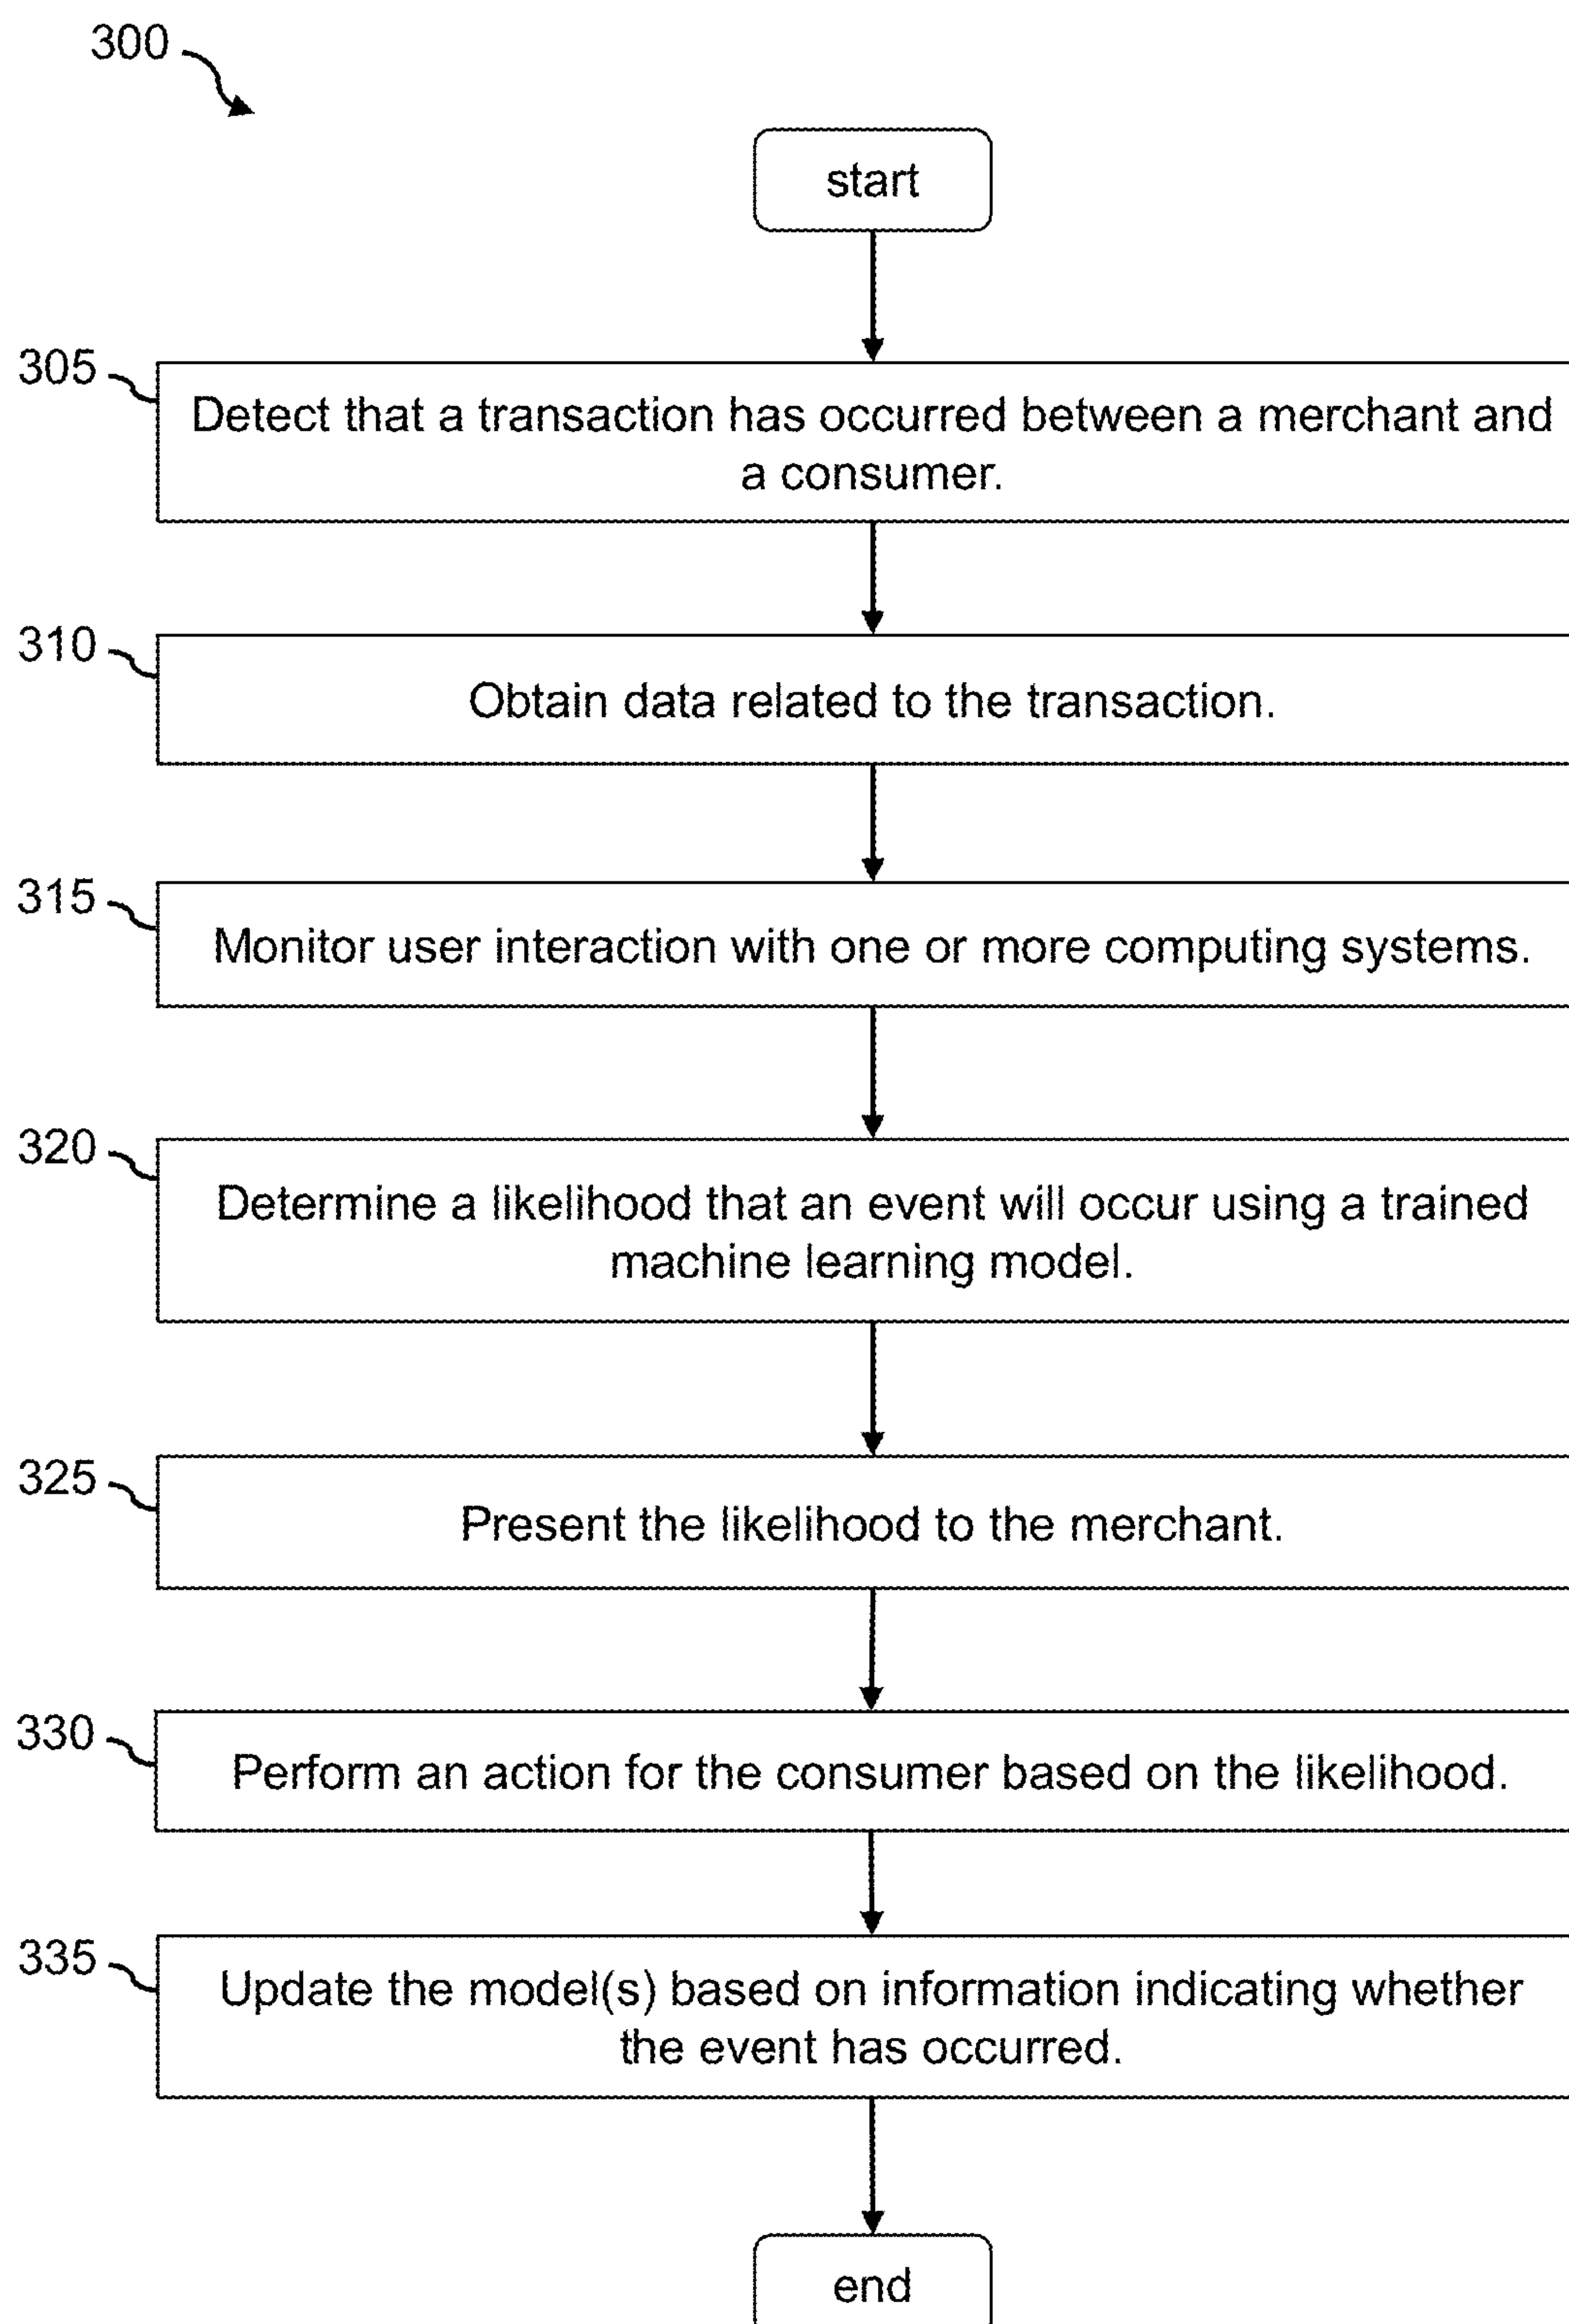 300
start
305
Detect that a transaction has occurred between a merchant and
a consumer.
310
Obtain data related to the transaction.
315
Monitor user interaction with one or more computing systems.
320
Determine a likelihood that an event will occur using a trained
machine learning model.
325
Present the likelihood to the merchant.
330
Perform an action for the consumer based on the likelihood.
335
Update the model(s) based on information indicating whether
the event has occurred.
end